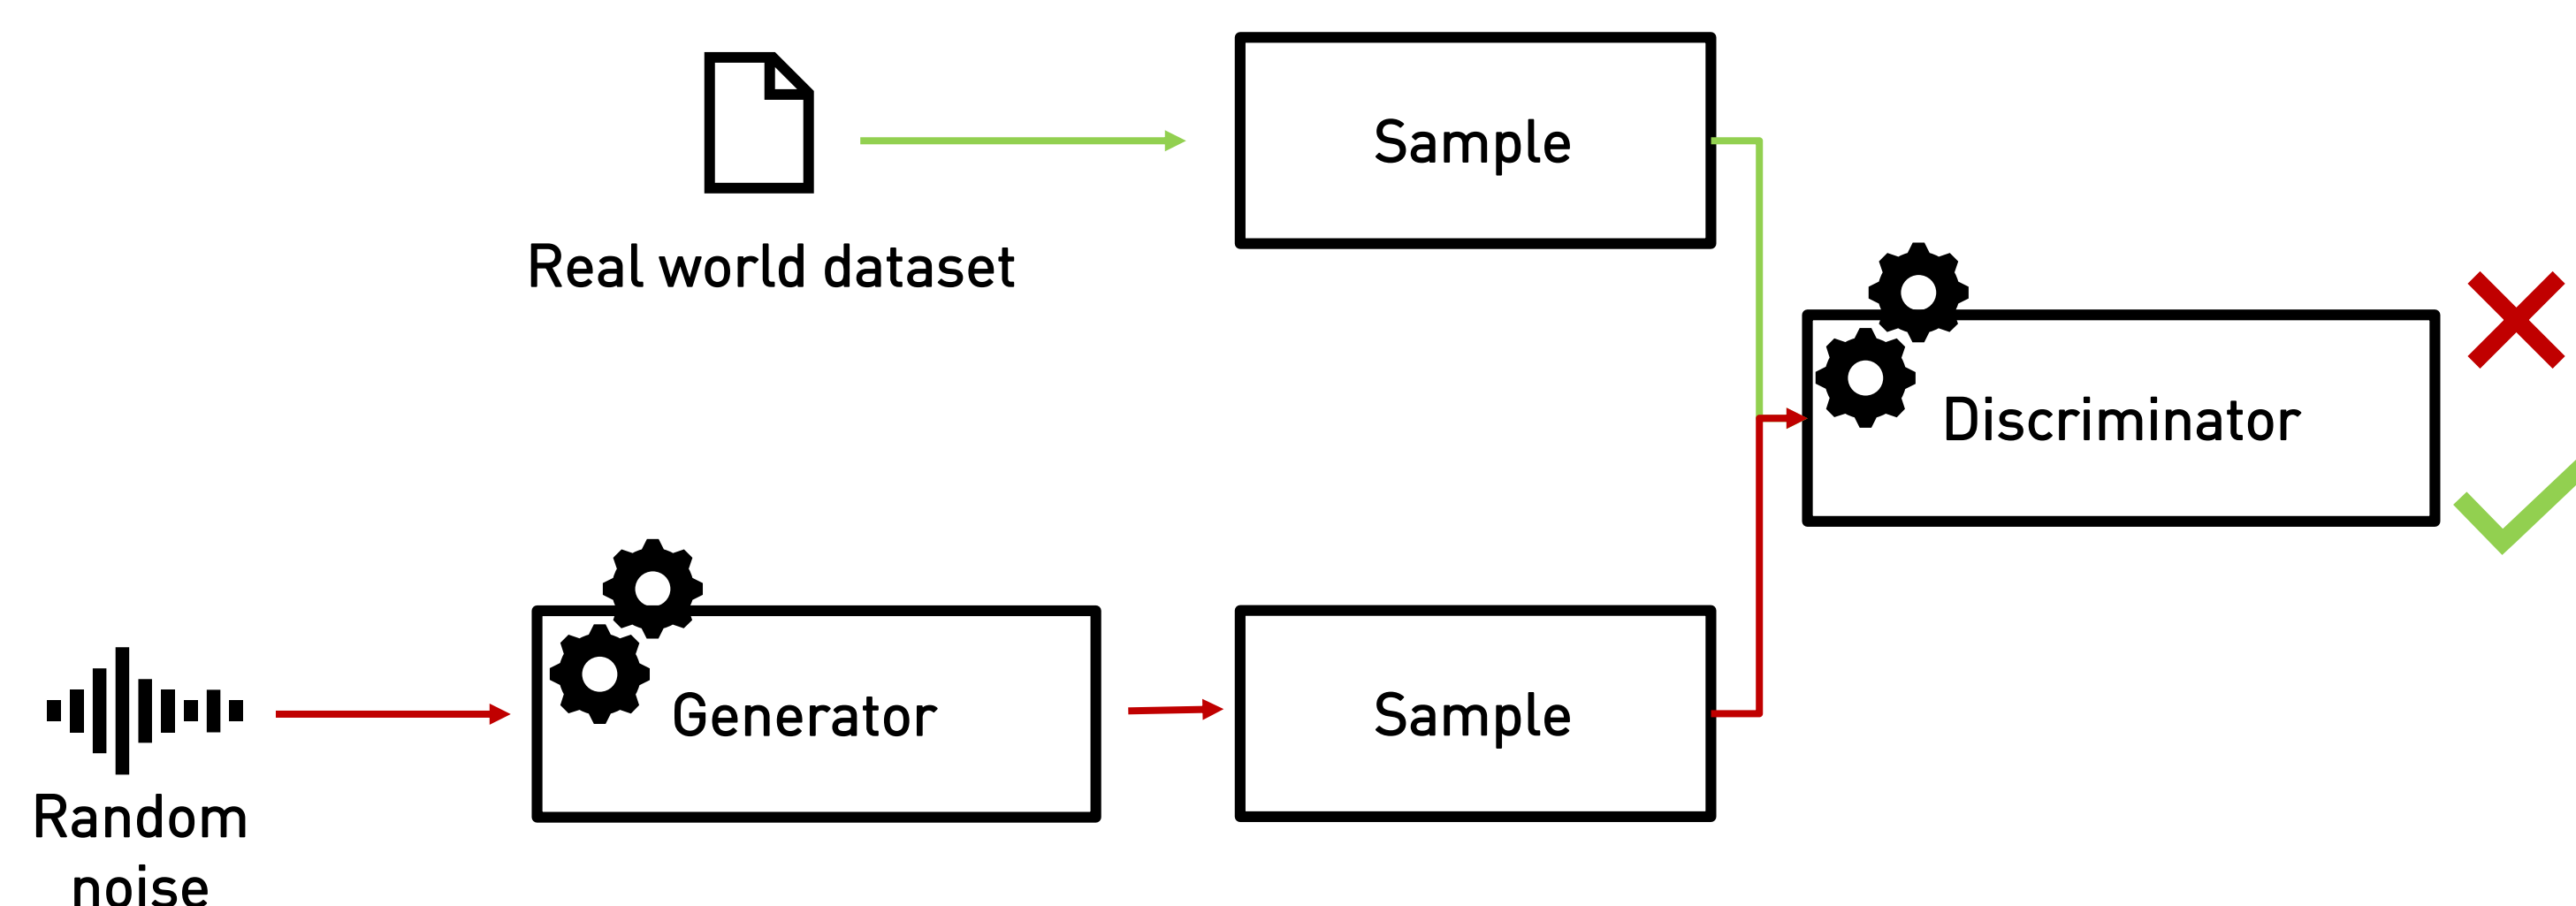 Sample
Real world dataset
Discriminator
Generator
Sample
Random
noise